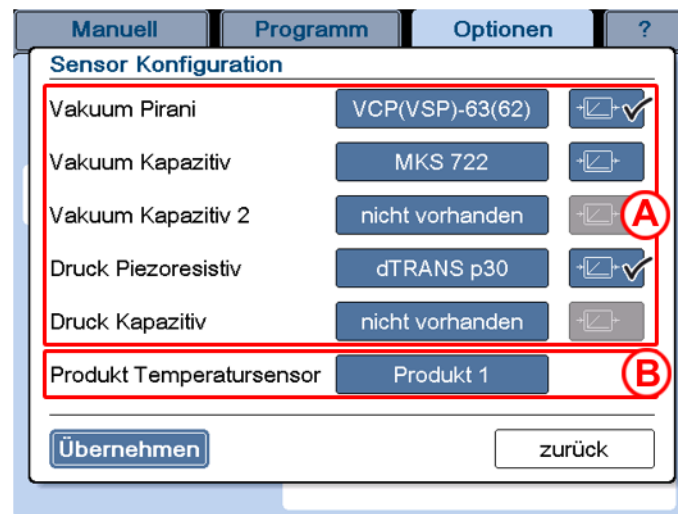 Manuell Programm Optionen ?
Sensor Konfiguration
Vakuum Pirani VCP(VSP)-63(62)
Vakuum Kapazitiv MKS 722
Vakuum Kapazitiv 2 nicht vorhanden A
Druck Piezoresistiv dTRANS p30
Druck Kapazitiv nicht vorhanden
Produkt Temperatursensor Produkt 1 B
Übernehmen zurück